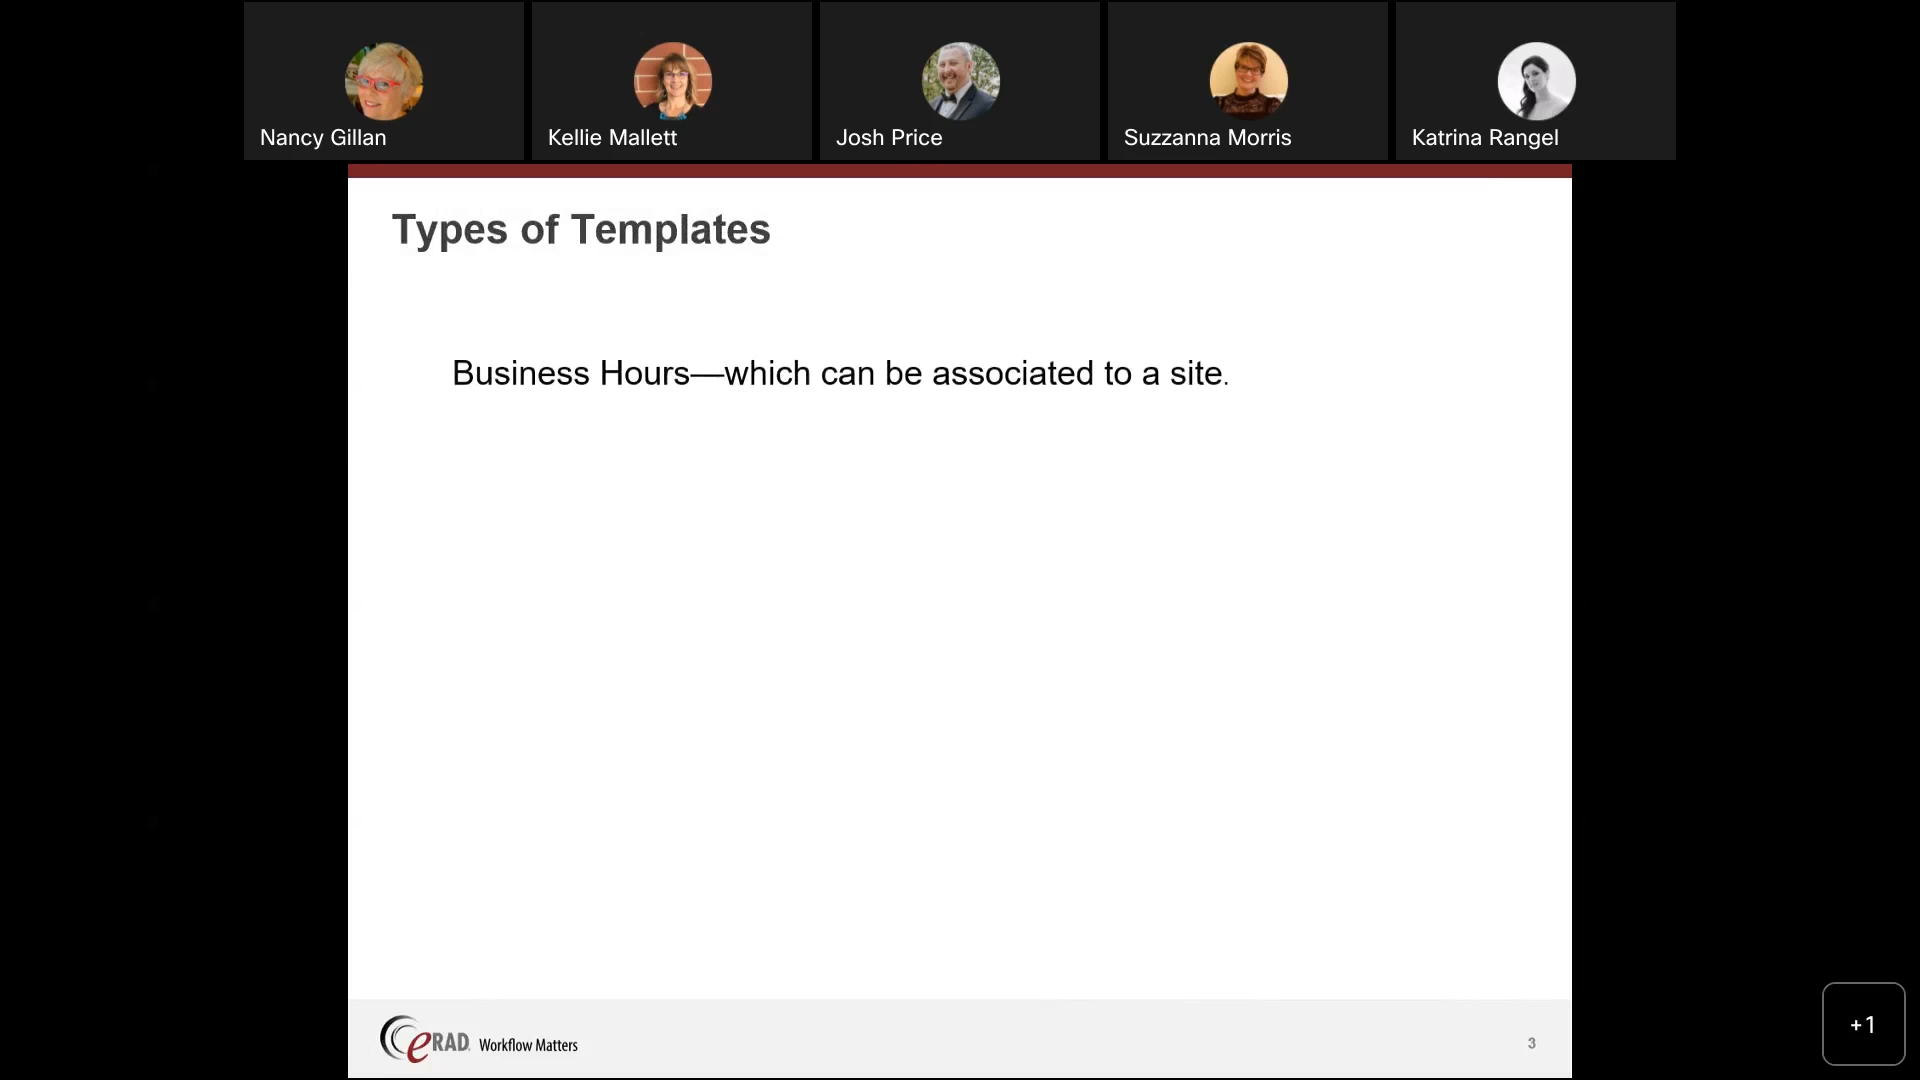 Nancy Gillan
Kellie Mallett
Josh Price
Suzzanna Morris
Katrina Rangel
Types of Templates
Business Hours—which can be associated to a site.
eRAD Workflow Matters
3
+1